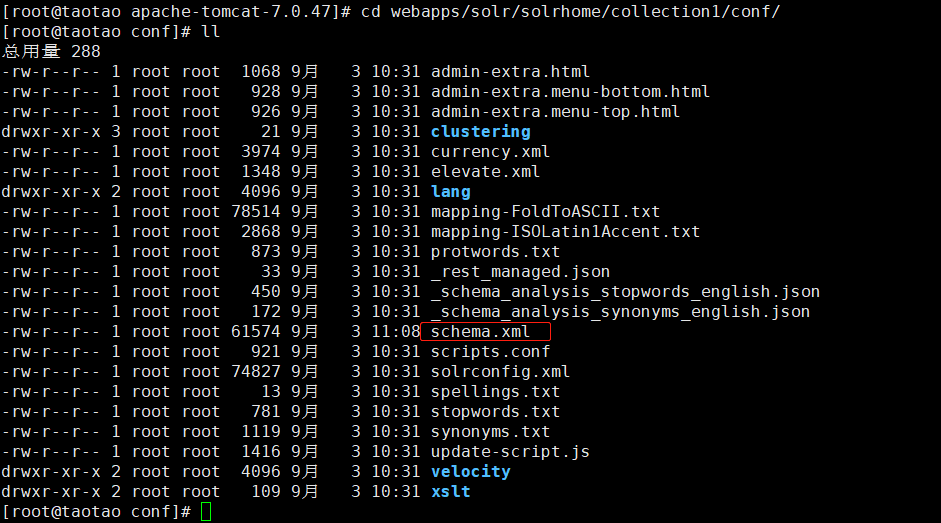 [root@taotao apache-tomcat-7.0.47]# cd webapps/solr/solrhome/collection1/conf/
[root@taotao conf]# ll
总用量 288
-rw-r--r-- 1 root root  1068 9月   3 10:31 admin-extra.html
-rw-r--r-- 1 root root   928 9月   3 10:31 admin-extra.menu-bottom.html
-rw-r--r-- 1 root root   926 9月   3 10:31 admin-extra.menu-top.html
drwxr-xr-x 3 root root    21 9月   3 10:31 clustering
-rw-r--r-- 1 root root  3974 9月   3 10:31 currency.xml
-rw-r--r-- 1 root root  1348 9月   3 10:31 elevate.xml
drwxr-xr-x 2 root root  4096 9月   3 10:31 lang
-rw-r--r-- 1 root root 78514 9月   3 10:31 mapping-FoldToASCII.txt
-rw-r--r-- 1 root root  2868 9月   3 10:31 mapping-ISOLatin1Accent.txt
-rw-r--r-- 1 root root   873 9月   3 10:31 protwords.txt
-rw-r--r-- 1 root root    33 9月   3 10:31 _rest_managed.json
-rw-r--r-- 1 root root   450 9月   3 10:31 _schema_analysis_stopwords_english.json
-rw-r--r-- 1 root root   172 9月   3 10:31 _schema_analysis_synonyms_english.json
-rw-r--r-- 1 root root 61574 9月   3 11:08 schema.xml
-rw-r--r-- 1 root root   921 9月   3 10:31 scripts.conf
-rw-r--r-- 1 root root 74827 9月   3 10:31 solrconfig.xml
-rw-r--r-- 1 root root    13 9月   3 10:31 spellings.txt
-rw-r--r-- 1 root root   781 9月   3 10:31 stopwords.txt
-rw-r--r-- 1 root root  1119 9月   3 10:31 synonyms.txt
-rw-r--r-- 1 root root  1416 9月   3 10:31 update-script.js
drwxr-xr-x 2 root root  4096 9月   3 10:31 velocity
drwxr-xr-x 2 root root   109 9月   3 10:31 xslt
[root@taotao conf]#